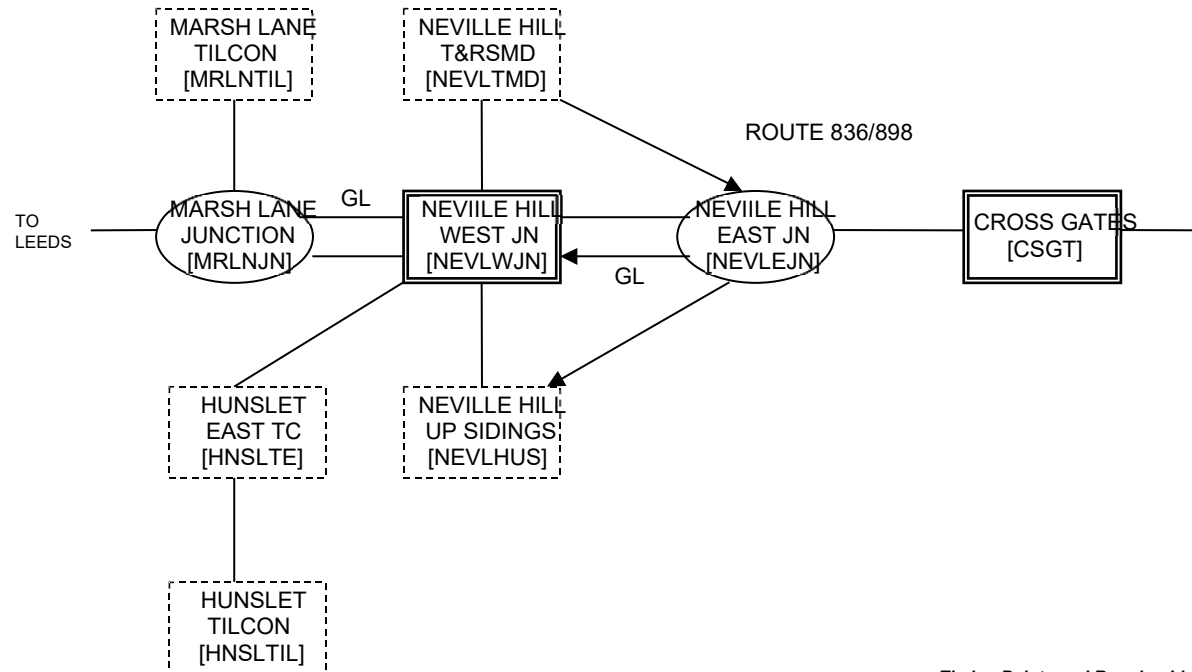 MARSH LANE
TILCON
[MRLNTIL]
NEVILLE HILL
T&RSMD
[NEVLTMD]
ROUTE 836/898
TO
LEEDS
MARSH LANE
JUNCTION
[MRLNJN]
GL
NEVIILE HILL
WEST JN
[NEVLWJN]
GL
NEVIILE HILL
EAST JN
[NEVLEJN]
CROSS GATES
[CSGT]
HUNSLET
EAST TC
[HNSLTE]
NEVILLE HILL
UP SIDINGS
[NEVLHUS]
HUNSLET
TILCON
[HNSLTIL]